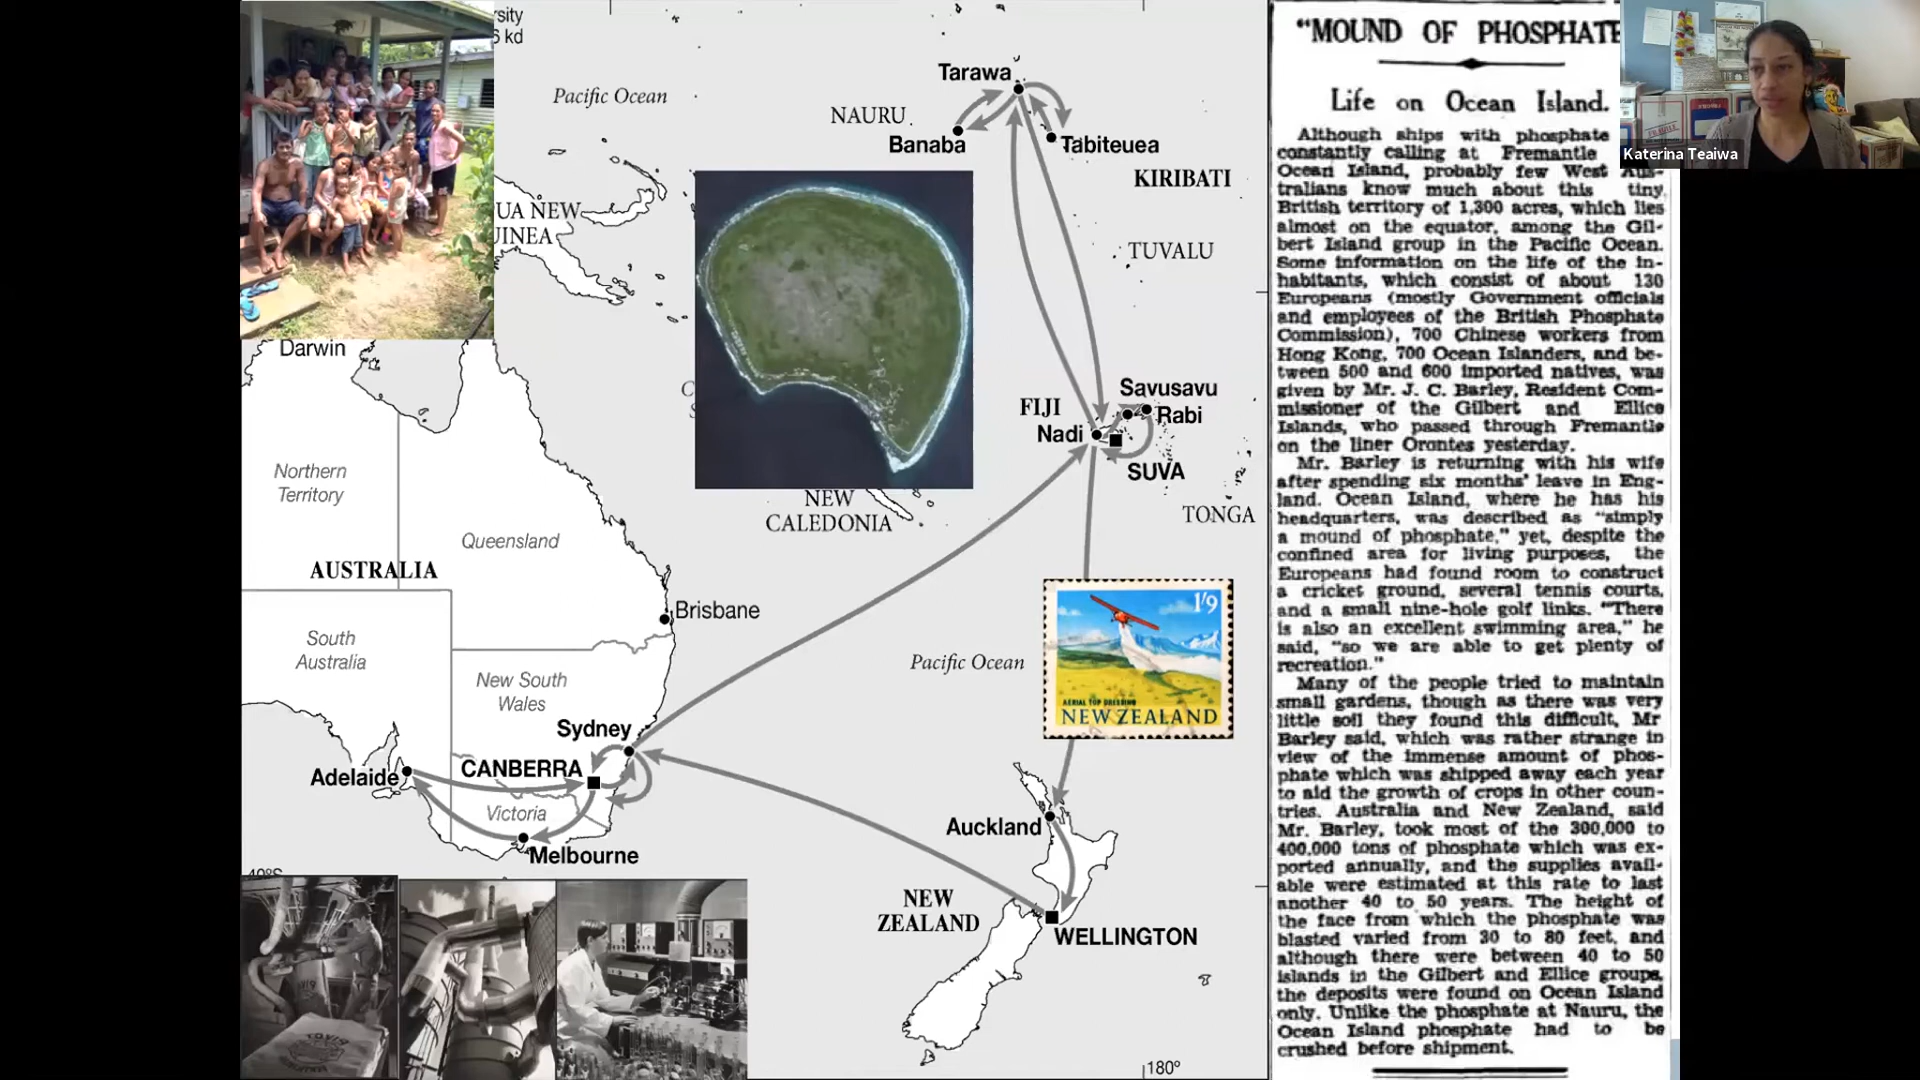 rsity
6 kd
Pacific Ocean
Tarawa
NAURU
Banaba
Tabiteuea
KIRIBATI
UA NEW
UINEA
TUVALU
Darwin
Savusavu
FIJI
Rabi
Nadi
SUVA
NEW
CALEDONIA
TONGA
Northern
Territory
Queensland
AUSTRALIA
Brisbane
South
Australia
New South
Wales
Pacific Ocean
1/9
AERIAL TOP DRESSING
NEW ZEALAND
Sydney
CANBERRA
Adelaide
Victoria
Melbourne
Auckland
40°S
NEW
ZEALAND
WELLINGTON
180°
"MOUND OF PHOSPHATE
Life on Ocean Island.
Although ships with phosphate
constantly calling at Fremantle
Ocean Island, probably few West Aus-
tralians know much about this tiny
British territory of 1,300 acres, which lies
almost on the equator, among the Gil-
bert Island group in the Pacific Ocean.
Some information on the life of the in-
habitants, which consist of about 130
Europeans (mostly Government officials
and employees of the British Phosphate
Commission), 700 Chinese workers from
Hong Kong, 700 Ocean Islanders, and be-
tween 500 and 600 imported natives, was
given by Mr. J. C. Barley, Resident Com-
missioner of the Gilbert and Ellice
Islands, who passed through Fremantle
on the liner Orontes yesterday.
Mr. Barley is returning with his wife
after spending six months' leave in Eng-
land. Ocean Island, where he has his
headquarters, was described as "simply
a mound of phosphate," yet, despite the
confined area for living purposes, the
Europeans had found room to construct
a cricket ground, several tennis courts,
and a small nine-hole golf links. "There
is also an excellent swimming area," he
said, "so we are able to get plenty of
recreation."
Many of the people tried to maintain
small gardens, though as there was very
little soil they found this difficult, Mr
Barley said, which was rather strange in
view of the immense amount of phos-
phate which was shipped away each year
to aid the growth of crops in other coun-
tries. Australia and New Zealand, said
Mr. Barley, took most of the 300,000 to
400,000 tons of phosphate which was ex-
ported annually, and the supplies avail-
able were estimated at this rate to last
another 40 to 50 years. The height of
the face from which the phosphate was
blasted varied from 30 to 80 feet, and
although there were between 40 to 50
islands in the Gilbert and Ellice groups,
the deposits were found on Ocean Island
only. Unlike the phosphate at Nauru, the
Ocean Island phosphate had to be
crushed before shipment.
Katerina Teaiwa